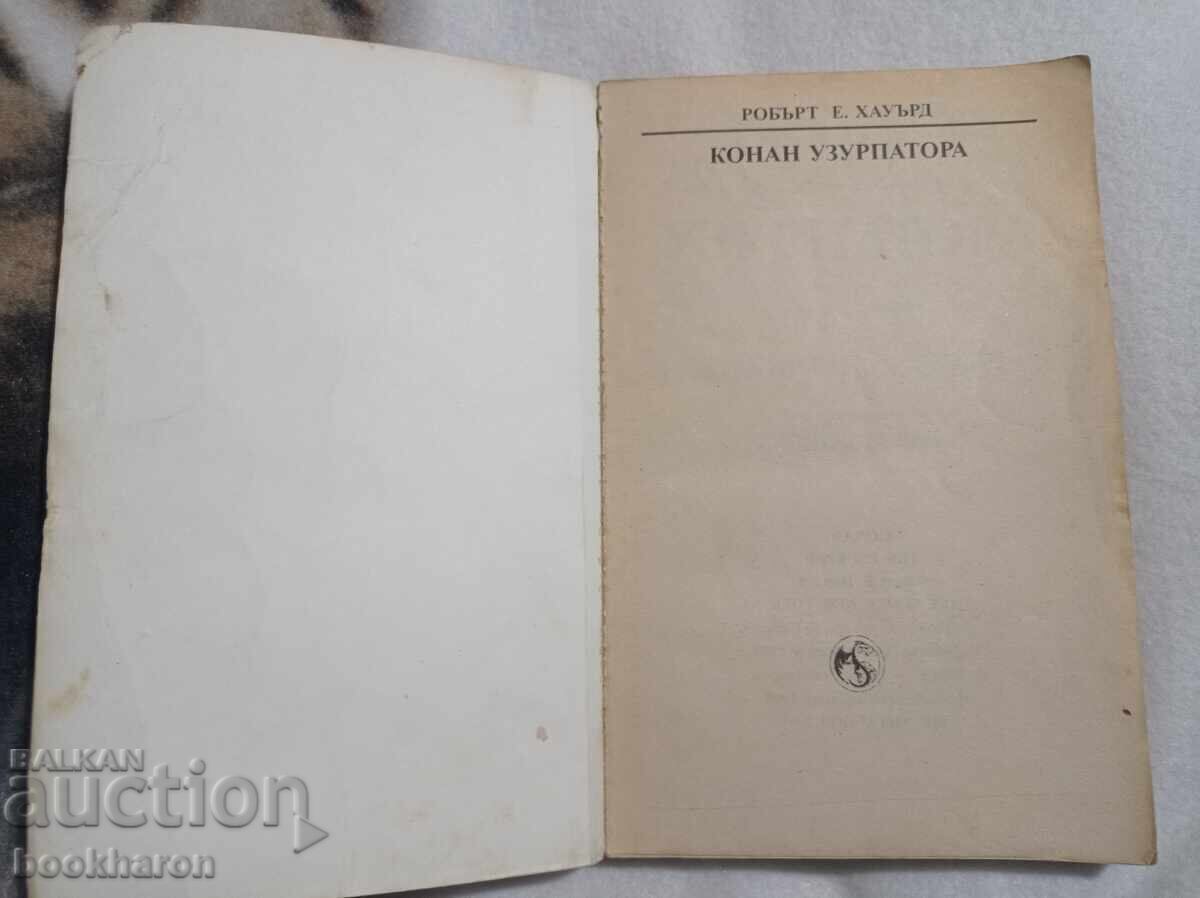 РОБЪРТ Е. ХАУЪРД
КОНАН УЗУРПАТОРА
BALKAN
auction
bookharon